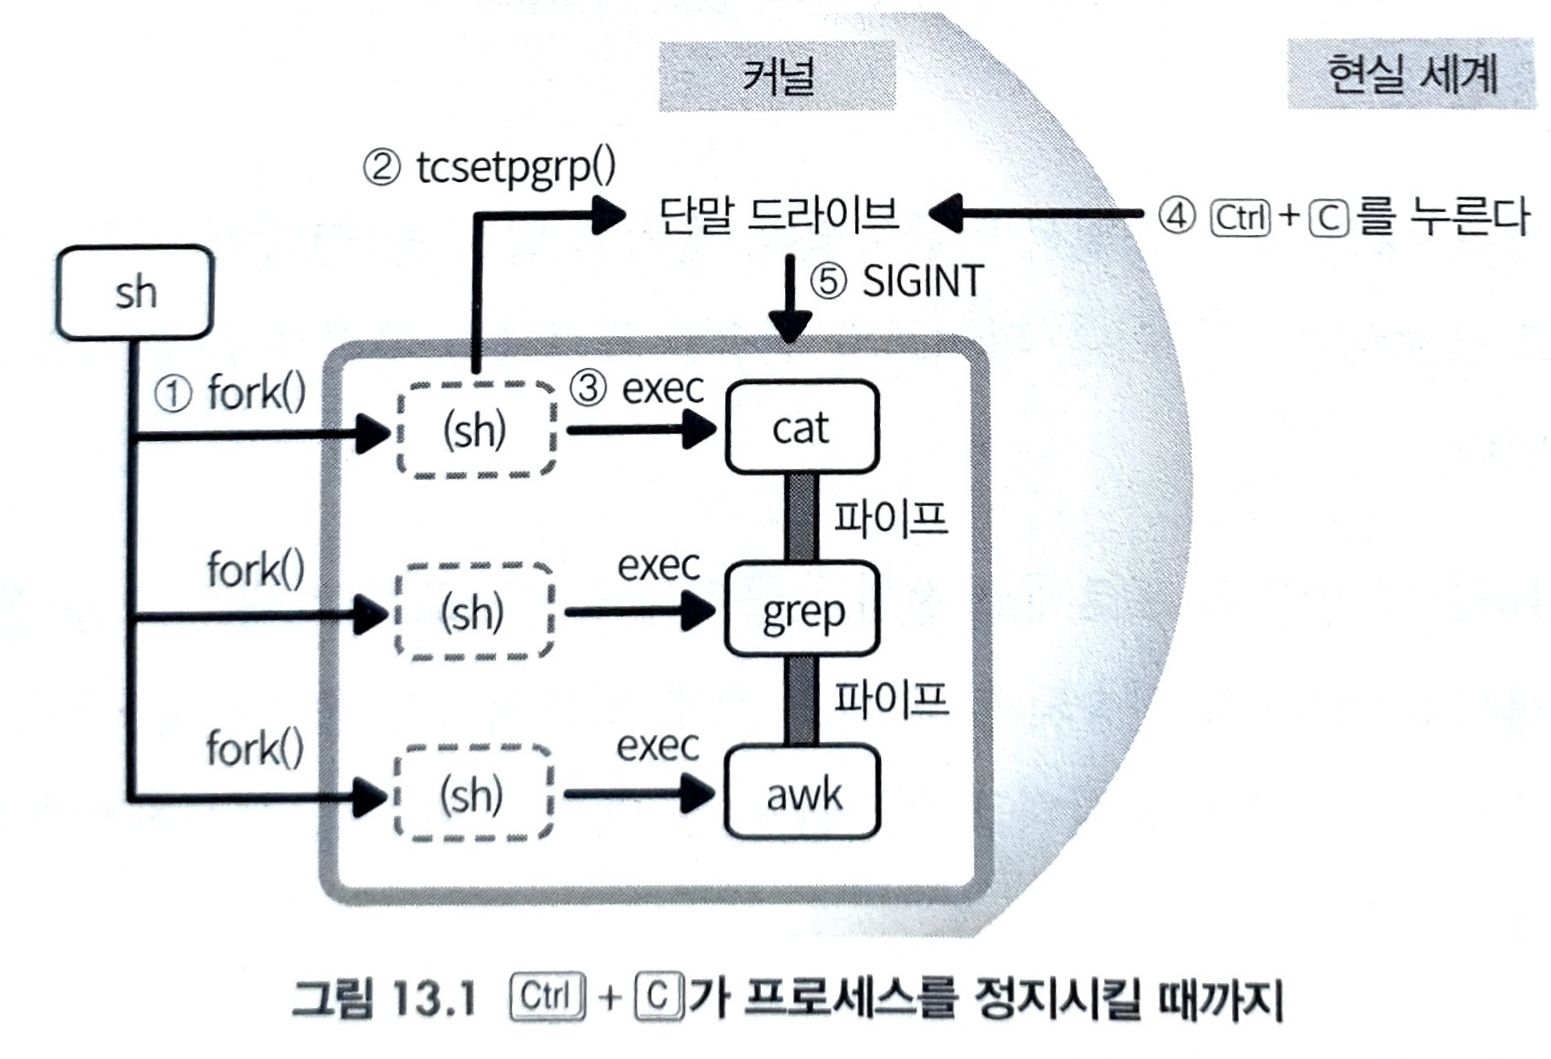 커널
현실 세계
② tcsetpgrp()
단말 드라이브
④ Ctrl + C 를 누른다
⑤ SIGINT
sh
① fork()
(sh)
③ exec
cat
파이프
fork()
(sh)
exec
grep
파이프
fork()
(sh)
exec
awk
그림 13.1 Ctrl + C 가 프로세스를 정지시킬 때까지